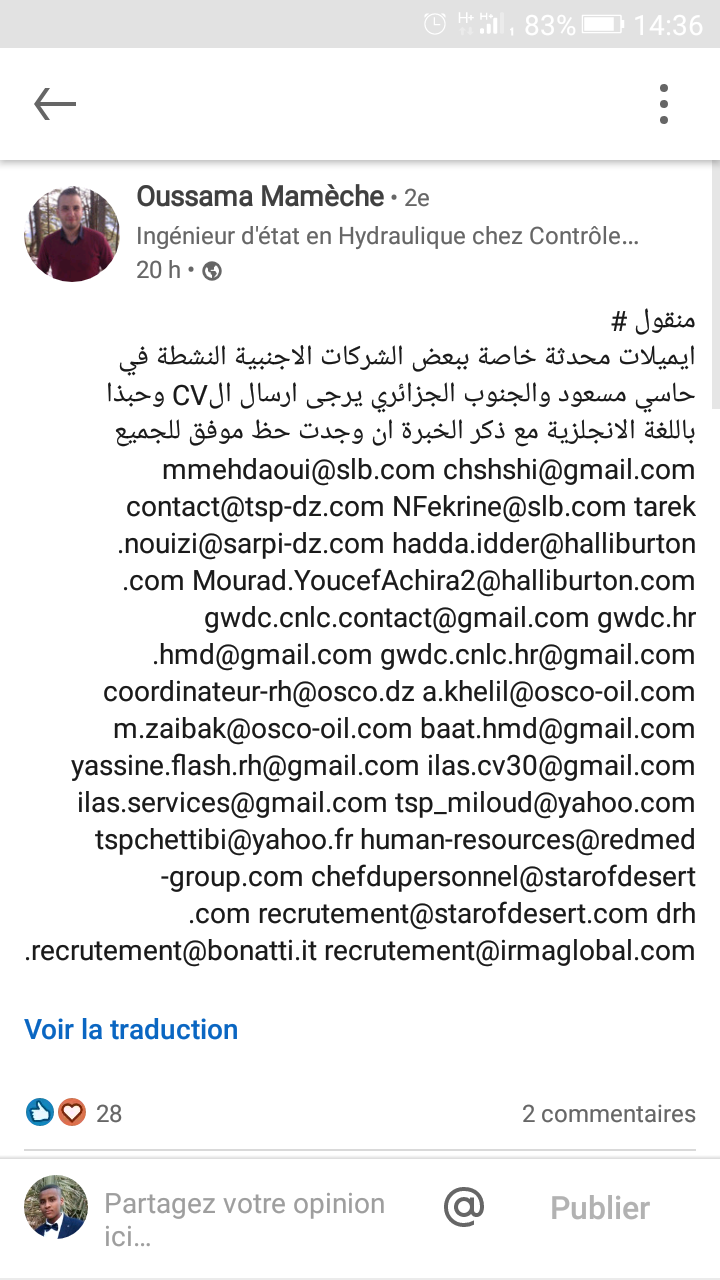 83% 14:36
Oussama Mamèche • 2e
Ingénieur d'état en Hydraulique chez Contrôle...
20 h •
منقول #
ايميلات محدثة خاصة ببعض الشركات الاجنبية النشطة في
حاسي مسعود والجنوب الجزائري يرجى ارسال الCV وحبذا
باللغة الانجلزية مع ذكر الخبرة ان وجدت حظ موفق للجميع
mmehdaoui@slb.com chshshi@gmail.com
contact@tsp-dz.com NFekrine@slb.com tarek
.nouizi@sarpi-dz.com hadda.idder@halliburton
.com Mourad.YoucefAchira2@halliburton.com
gwdc.cnlc.contact@gmail.com gwdc.hr
.hmd@gmail.com gwdc.cnlc.hr@gmail.com
coordinateur-rh@osco.dz a.khelil@osco-oil.com
m.zaibak@osco-oil.com baat.hmd@gmail.com
yassine.flash.rh@gmail.com ilas.cv30@gmail.com
ilas.services@gmail.com tsp_miloud@yahoo.com
tspchettibi@yahoo.fr human-resources@redmed
-group.com chefdupersonnel@starofdesert
.com recrutement@starofdesert.com drh
.recrutement@bonatti.it recrutement@irmaglobal.com
Voir la traduction
28 2 commentaires
Partagez votre opinion
ici...
@ Publier